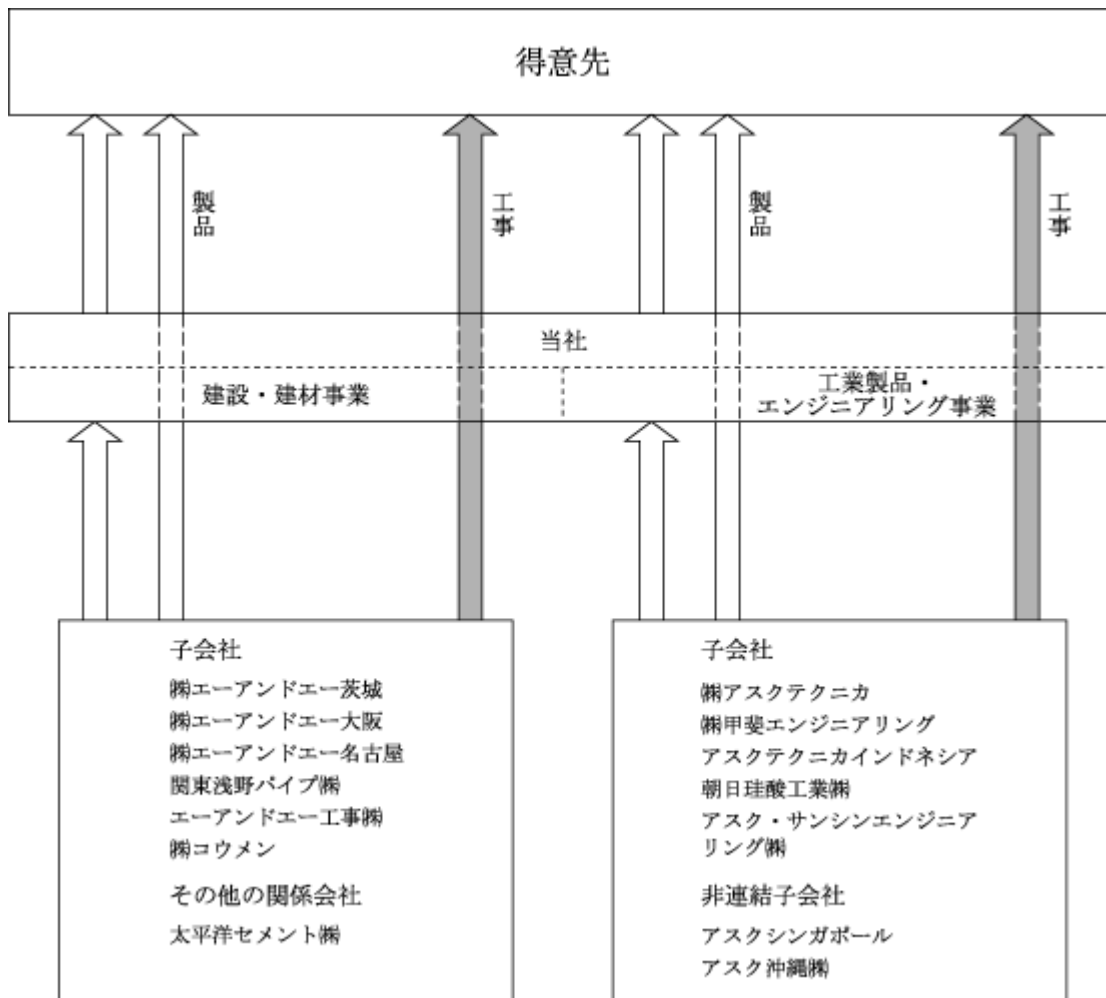 得意先
製品
工事
製品
工事
当社
建設・建材事業
工業製品・
エンジニアリング事業
子会社
㈱エーアンドエー茨城
㈱エーアンドエー大阪
㈱エーアンドエー名古屋
関東浅野パイプ㈱
エーアンドエー工事㈱
㈱コウメン
その他の関係会社
太平洋セメント㈱
子会社
㈱アスクテクニカ
㈱甲斐エンジニアリング
アスクテクニカインドネシア
朝日珪酸工業㈱
アスク・サンシンエンジニア
リング㈱
非連結子会社
アスクシンガポール
アスク沖縄㈱